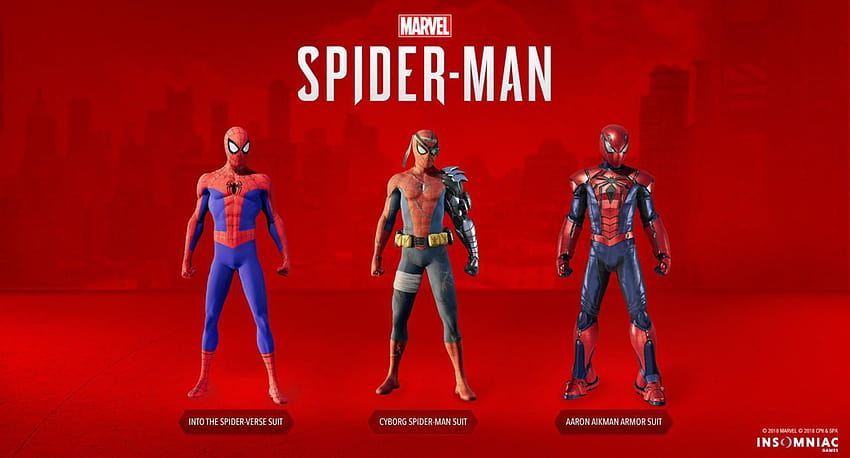 MARVEL
SPIDER-MAN
INTO THE SPIDER-VERSE SUIT
CYBORG SPIDER-MAN SUIT
AARON AIKMAN ARMOR SUIT
© 2018 MARVEL © 2018 CPII & SPA
INSOMNIAC
GAMES